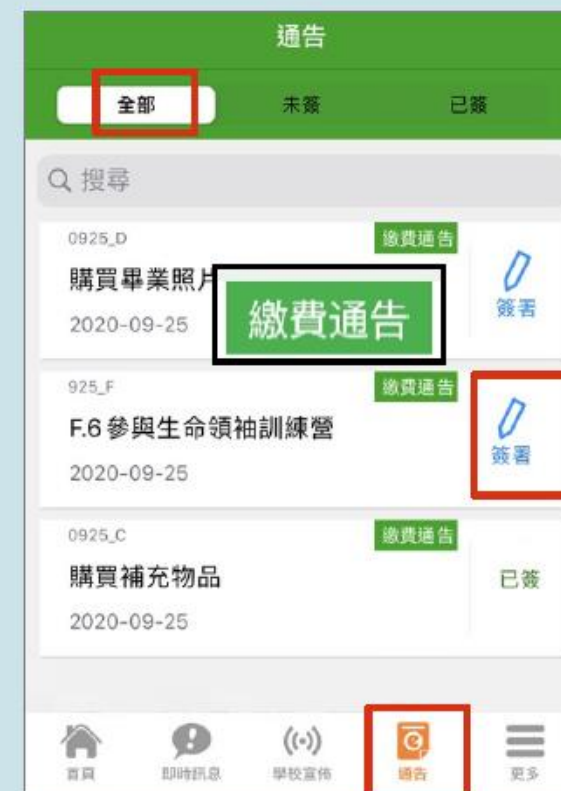 通告
全部
未簽
已簽
搜尋
0925_D
繳費通告
購買畢業照片
2020-09-25
繳費通告
簽署
925_F
繳費通告
F.6 參與生命領袖訓練營
2020-09-25
簽署
0925_C
繳費通告
購買補充物品
2020-09-25
已簽
首頁
即時訊息
學校宣佈
通告
更多